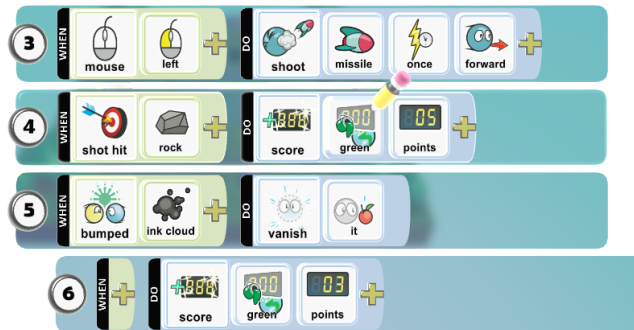 3 WHEN mouse left DO shoot missile once forward
4 WHEN shot hit rock DO score green points 05
5 WHEN bumped ink cloud DO vanish it
6 WHEN DO score green points 03